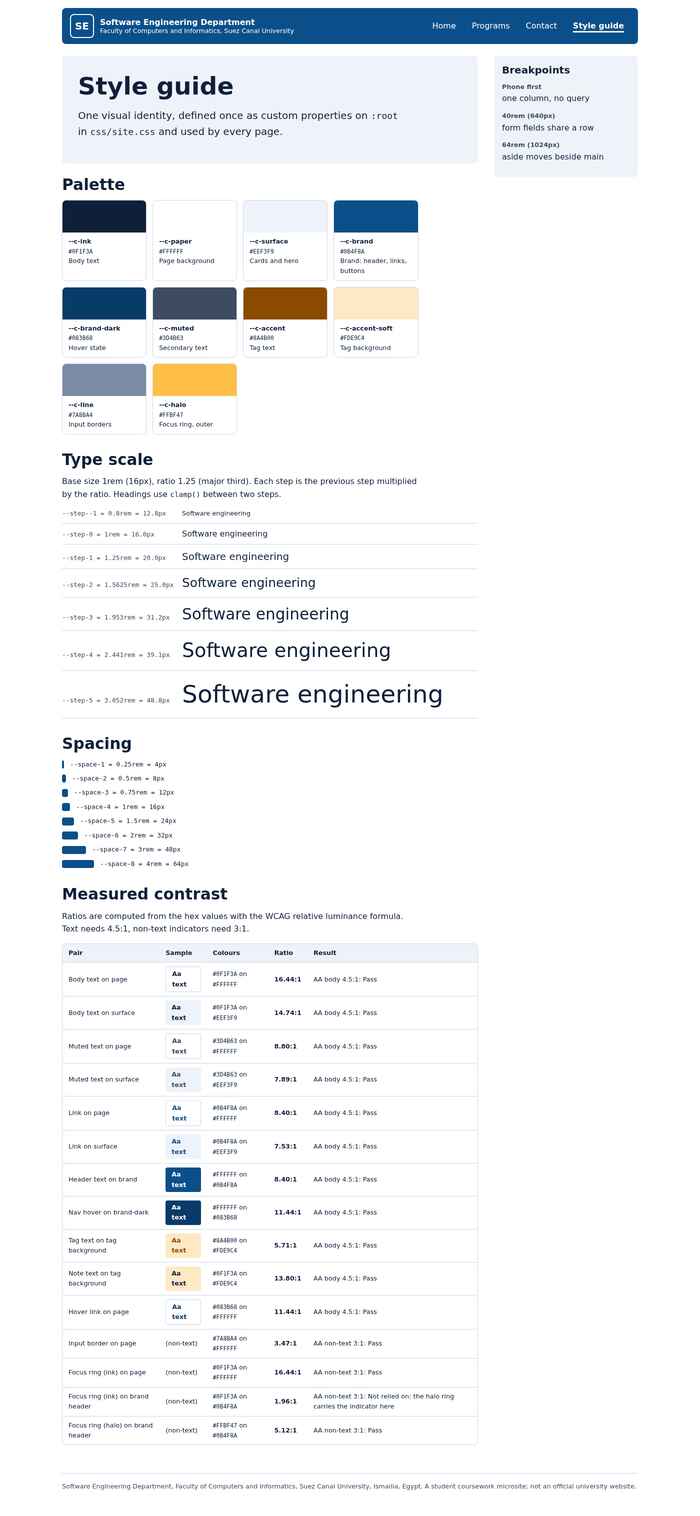 SE
Software Engineering Department
Faculty of Computers and Informatics, Suez Canal University
Home
Programs
Contact
Style guide
Style guide
One visual identity, defined once as custom properties on :root
in css/site.css and used by every page.
Breakpoints
Phone first
one column, no query
40rem (640px)
form fields share a row
64rem (1024px)
aside moves beside main
Palette
--c-ink
#0F1F3A
Body text
--c-paper
#FFFFFF
Page background
--c-surface
#EEF3F9
Cards and hero
--c-brand
#0B4F8A
Brand: header, links,
buttons
--c-brand-dark
#083B68
Hover state
--c-muted
#3D4B63
Secondary text
--c-accent
#8A4B00
Tag text
--c-accent-soft
#FDE9C4
Tag background
--c-line
#7A8BA4
Input borders
--c-halo
#FFBF47
Focus ring, outer
Type scale
Base size 1rem (16px), ratio 1.25 (major third). Each step is the previous step multiplied
by the ratio. Headings use clamp() between two steps.
--step--1 = 0.8rem = 12.8px Software engineering
--step-0 = 1rem = 16.0px Software engineering
--step-1 = 1.25rem = 20.0px Software engineering
--step-2 = 1.5625rem = 25.0px Software engineering
--step-3 = 1.953rem = 31.2px Software engineering
--step-4 = 2.441rem = 39.1px Software engineering
--step-5 = 3.052rem = 48.8px Software engineering
Spacing
--space-1 = 0.25rem = 4px
--space-2 = 0.5rem = 8px
--space-3 = 0.75rem = 12px
--space-4 = 1rem = 16px
--space-5 = 1.5rem = 24px
--space-6 = 2rem = 32px
--space-7 = 3rem = 48px
--space-8 = 4rem = 64px
Measured contrast
Ratios are computed from the hex values with the WCAG relative luminance formula.
Text needs 4.5:1, non-text indicators need 3:1.
Pair Sample Colours Ratio Result
Body text on page Aa text #0F1F3A on #FFFFFF 16.44:1 AA body 4.5:1: Pass
Body text on surface Aa text #0F1F3A on #EEF3F9 14.74:1 AA body 4.5:1: Pass
Muted text on page Aa text #3D4B63 on #FFFFFF 8.80:1 AA body 4.5:1: Pass
Muted text on surface Aa text #3D4B63 on #EEF3F9 7.89:1 AA body 4.5:1: Pass
Link on page Aa text #0B4F8A on #FFFFFF 8.40:1 AA body 4.5:1: Pass
Link on surface Aa text #0B4F8A on #EEF3F9 7.53:1 AA body 4.5:1: Pass
Header text on brand Aa text #FFFFFF on #0B4F8A 8.40:1 AA body 4.5:1: Pass
Nav hover on brand-dark Aa text #FFFFFF on #083B68 11.44:1 AA body 4.5:1: Pass
Tag text on tag background Aa text #8A4B00 on #FDE9C4 5.71:1 AA body 4.5:1: Pass
Note text on tag background Aa text #0F1F3A on #FDE9C4 13.80:1 AA body 4.5:1: Pass
Hover link on page Aa text #083B68 on #FFFFFF 11.44:1 AA body 4.5:1: Pass
Input border on page (non-text) #7A8BA4 on #FFFFFF 3.47:1 AA non-text 3:1: Pass
Focus ring (ink) on page (non-text) #0F1F3A on #FFFFFF 16.44:1 AA non-text 3:1: Pass
Focus ring (ink) on brand header (non-text) #0F1F3A on #0B4F8A 1.96:1 AA non-text 3:1: Not relied on: the halo ring carries the indicator here
Focus ring (halo) on brand header (non-text) #FFBF47 on #0B4F8A 5.12:1 AA non-text 3:1: Pass
Software Engineering Department, Faculty of Computers and Informatics, Suez Canal University, Ismailia, Egypt. A student coursework microsite; not an official university website.